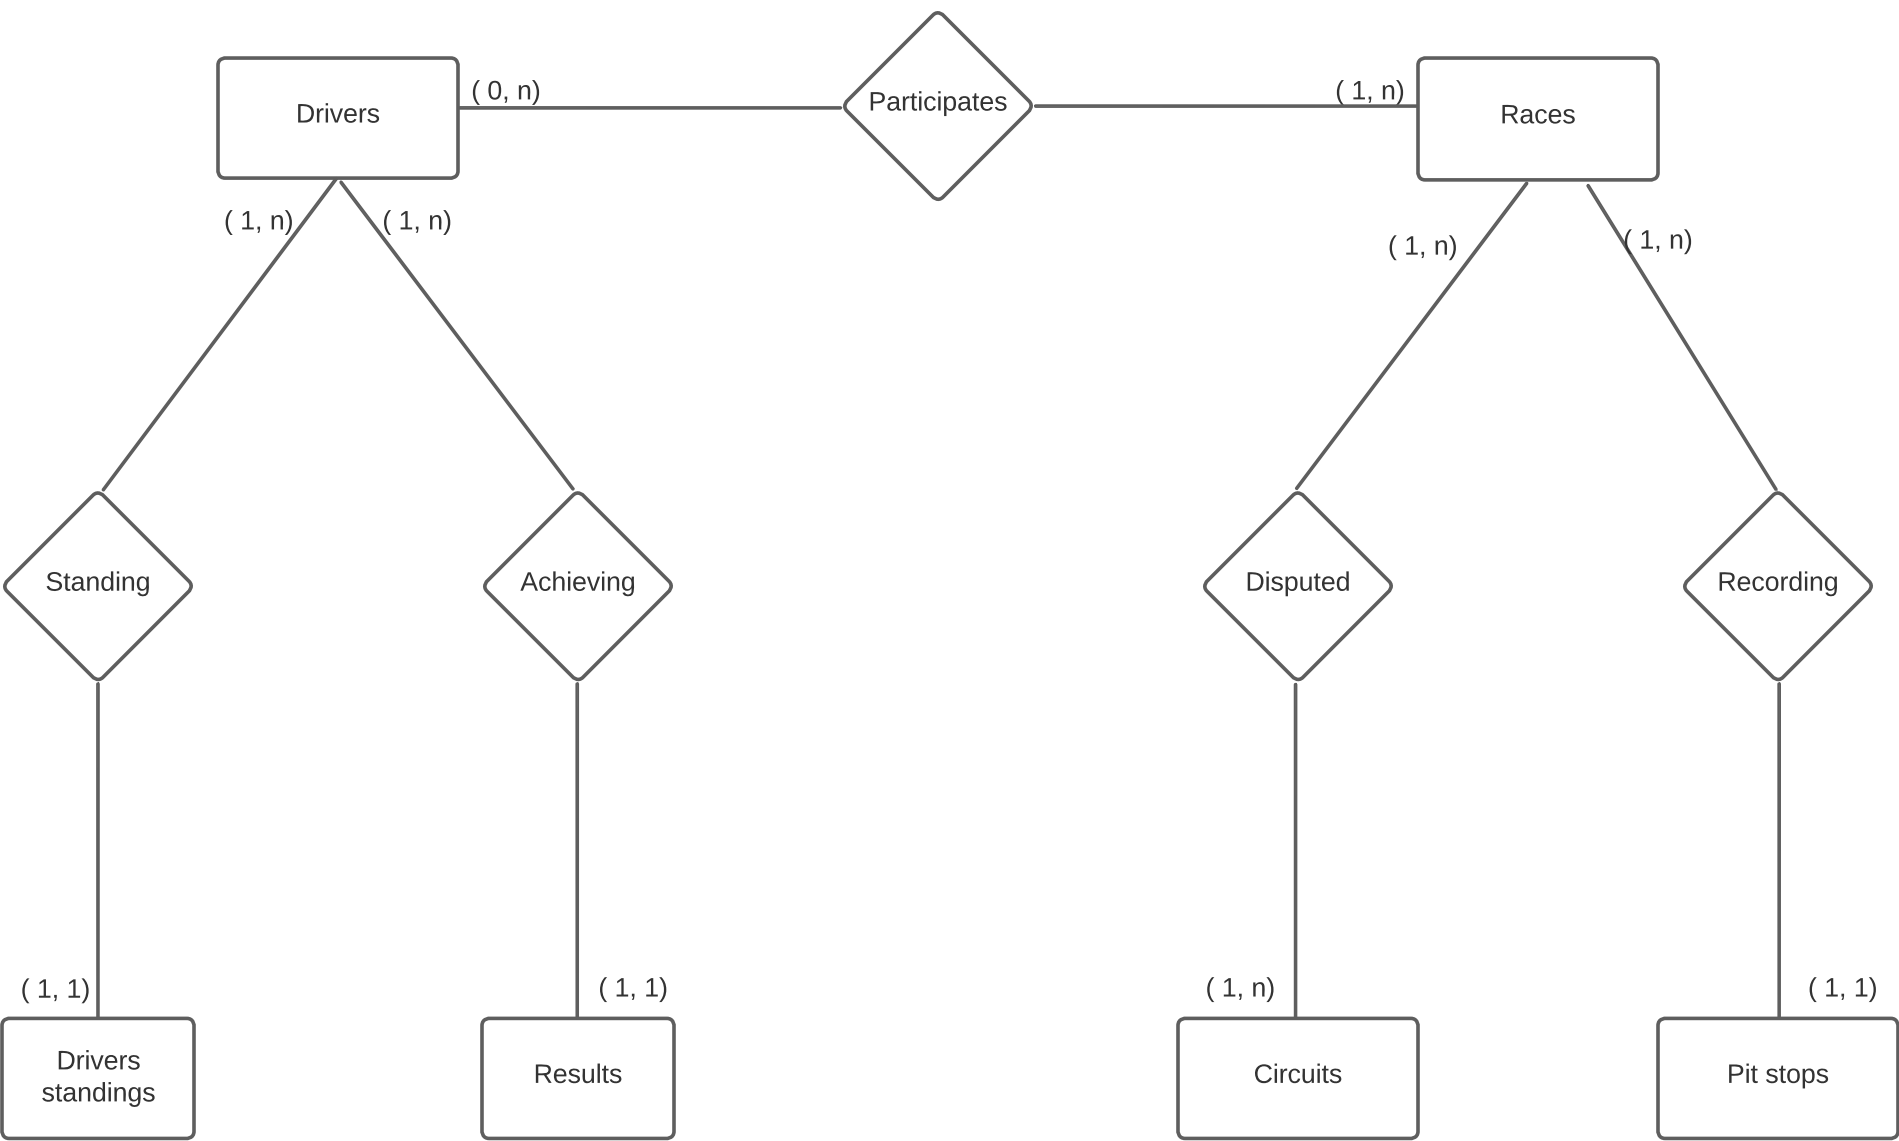 Drivers
( 0, n)
Participates
( 1, n)
Races
( 1, n)
( 1, n)
( 1, n)
( 1, n)
Standing
Achieving
Disputed
Recording
( 1, 1)
( 1, 1)
( 1, n)
( 1, 1)
Drivers
standings
Results
Circuits
Pit stops